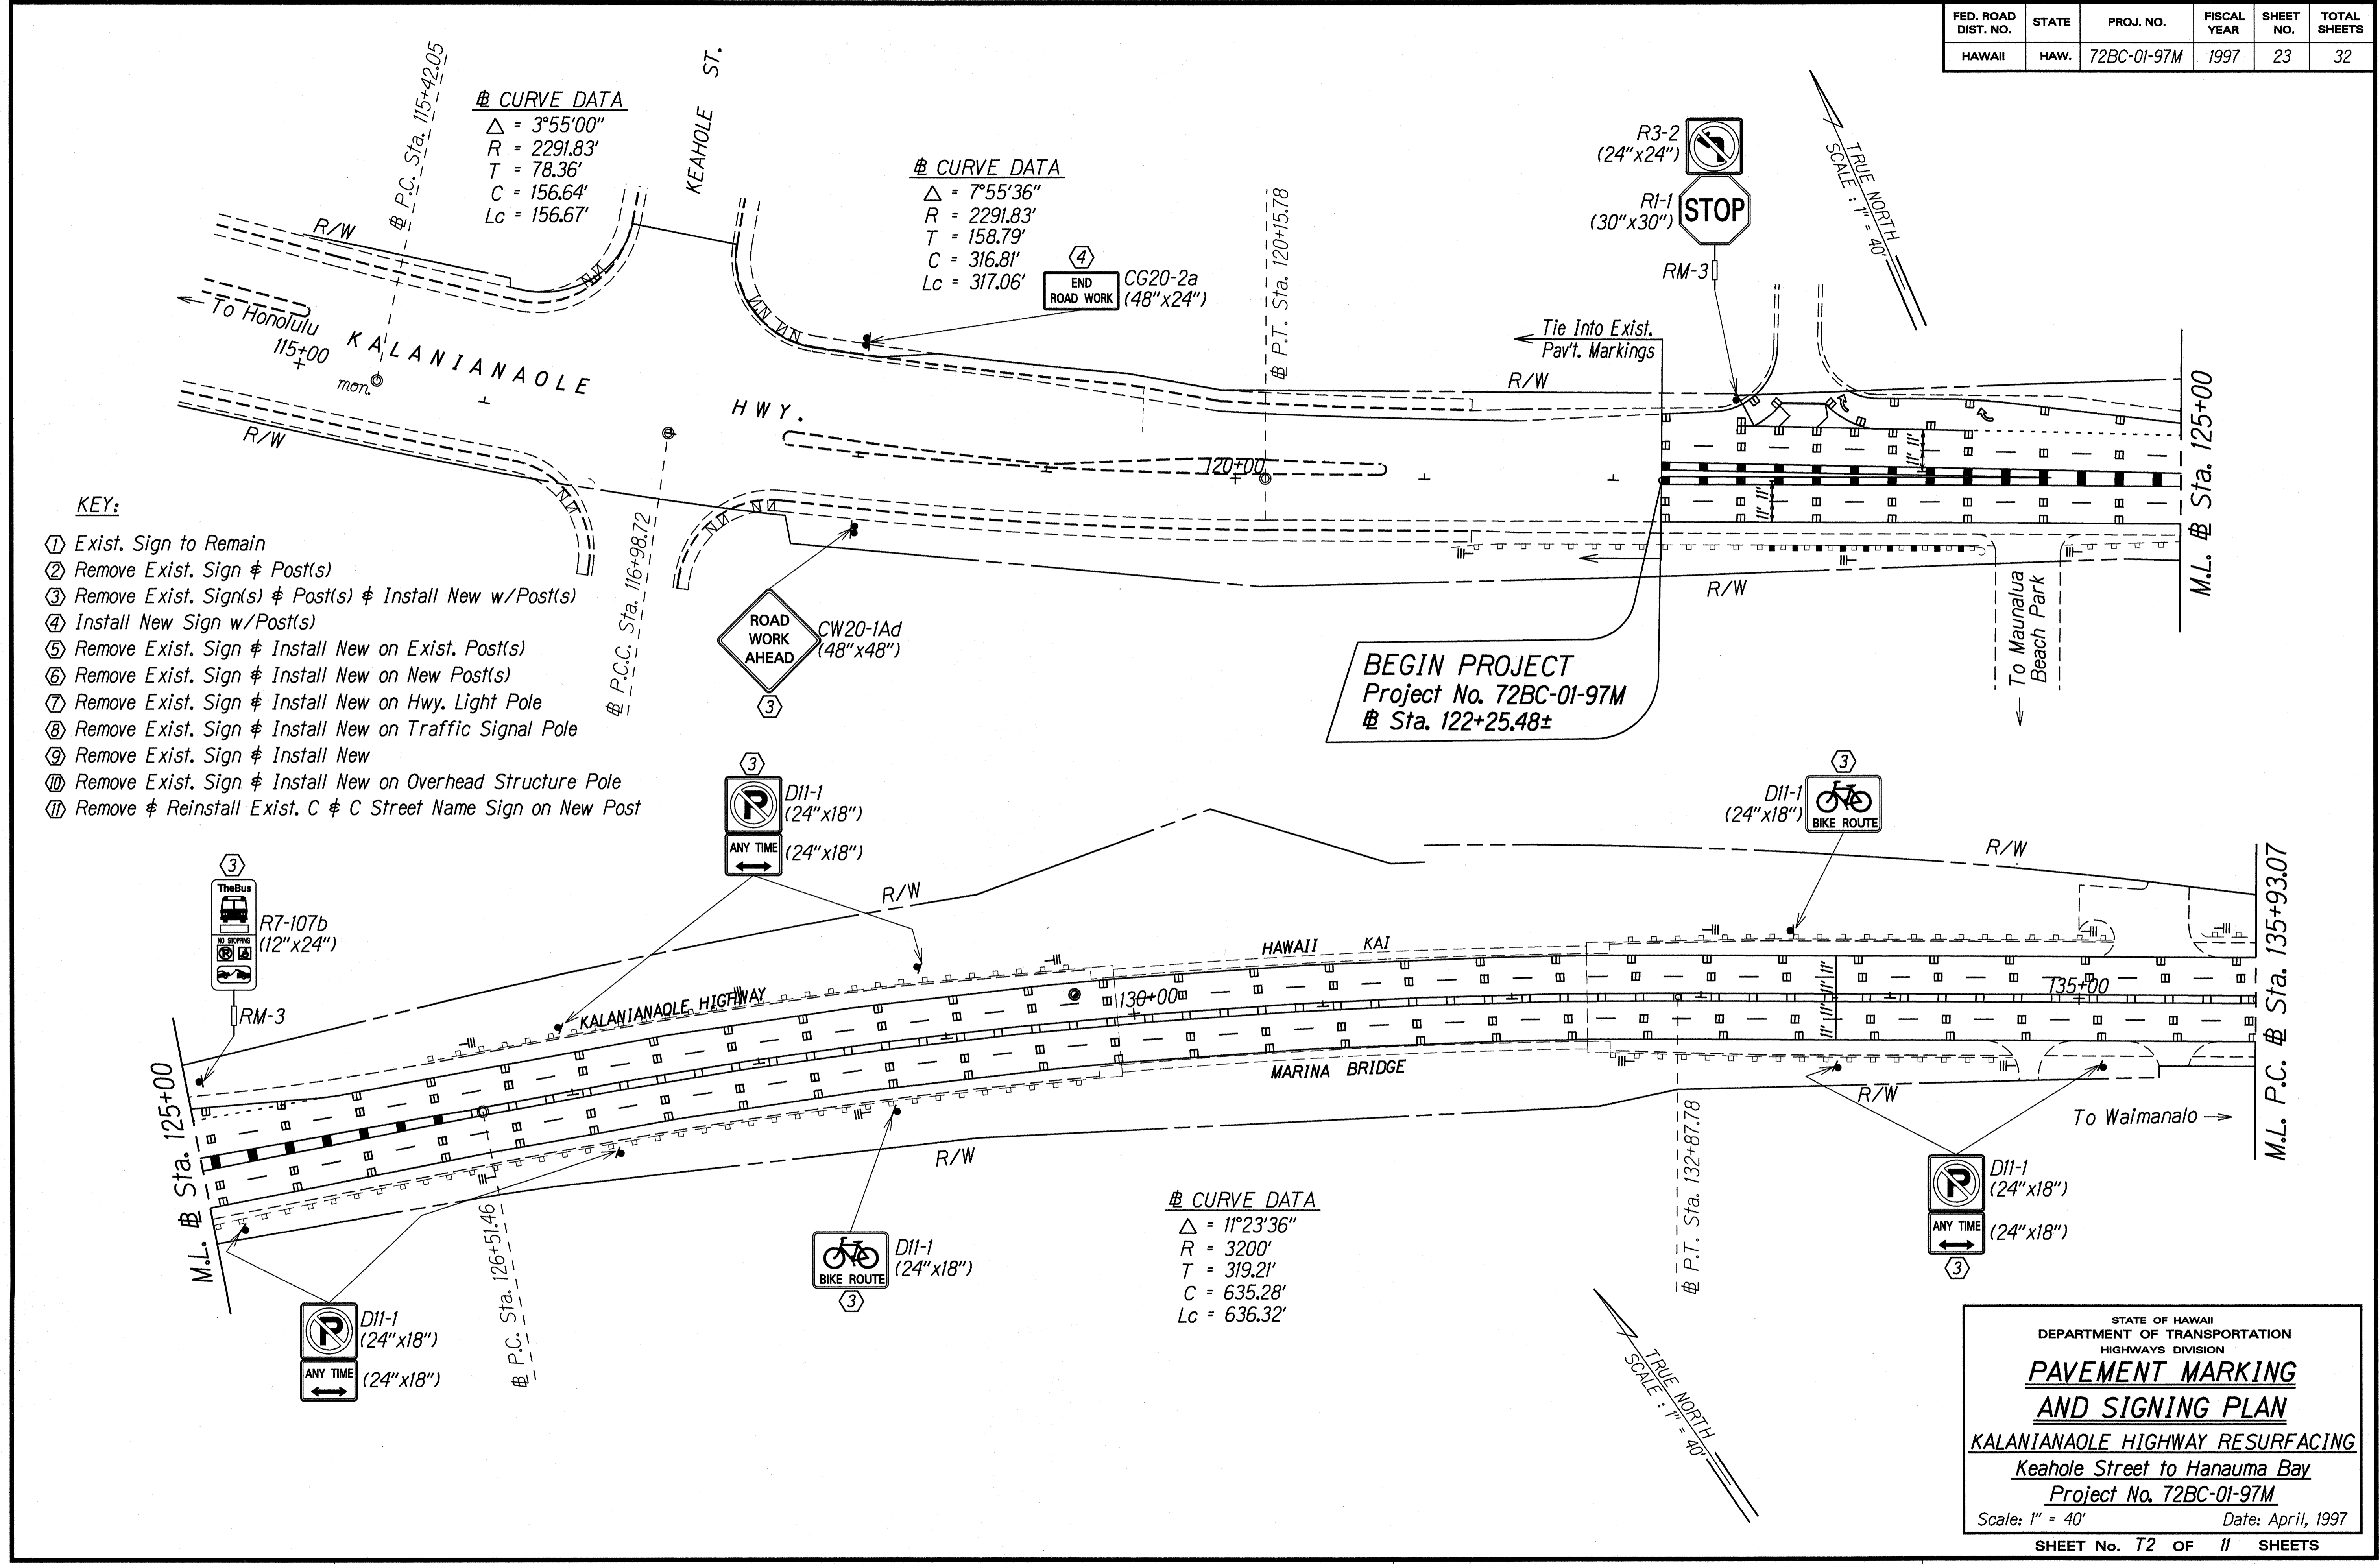 FED. ROAD DIST. NO. STATE PROJ. NO. FISCAL YEAR SHEET NO. TOTAL SHEETS
HAWAII HAW. 72BC-01-97M 1997 23 32
℄ P.C. Sta. 115+42.05
℄ CURVE DATA
△ = 3°55'00"
R = 2291.83'
T = 78.36'
C = 156.64'
Lc = 156.67'
KEAHOLE ST.
℄ CURVE DATA
△ = 7°55'36"
R = 2291.83'
T = 158.79'
C = 316.81'
Lc = 317.06'
4
END
ROAD WORK
CG20-2a
(48"x24")
℄ P.T. Sta. 120+15.78
R3-2
(24"x24")
R1-1
(30"x30")
STOP
RM-3
TRUE NORTH
SCALE : 1" = 40'
Tie Into Exist.
Pav't. Markings
R/W
R/W
To Honolulu
115+00
mon.
KALANIANAOLE
HWY.
R/W
120+00
11' 11'
11' 11'
M.L. ℄ Sta. 125+00
R/W
To Maunalua
Beach Park
℄ P.C.C. Sta. 116+98.72
ROAD
WORK
AHEAD
CW20-1Ad
(48"x48")
3
BEGIN PROJECT
Project No. 72BC-01-97M
℄ Sta. 122+25.48±
KEY:
1 Exist. Sign to Remain
2 Remove Exist. Sign & Post(s)
3 Remove Exist. Sign(s) & Post(s) & Install New w/Post(s)
4 Install New Sign w/Post(s)
5 Remove Exist. Sign & Install New on Exist. Post(s)
6 Remove Exist. Sign & Install New on New Post(s)
7 Remove Exist. Sign & Install New on Hwy. Light Pole
8 Remove Exist. Sign & Install New on Traffic Signal Pole
9 Remove Exist. Sign & Install New
10 Remove Exist. Sign & Install New on Overhead Structure Pole
11 Remove & Reinstall Exist. C & C Street Name Sign on New Post
3
P
D11-1
(24"x18")
ANY TIME
(24"x18")
3
D11-1
(24"x18")
BIKE ROUTE
3
TheBus
NO STOPPING
R7-107b
(12"x24")
RM-3
R/W
R/W
KALANIANAOLE HIGHWAY
HAWAII KAI
MARINA BRIDGE
130+00
135+00
11' 11' 11' 11'
M.L. ℄ Sta. 125+00
M.L. P.C. ℄ Sta. 135+93.07
R/W
R/W
To Waimanalo
℄ P.C. Sta. 126+51.46
℄ P.T. Sta. 132+87.78
P
D11-1
(24"x18")
ANY TIME
(24"x18")
D11-1
(24"x18")
BIKE ROUTE
3
℄ CURVE DATA
△ = 11°23'36"
R = 3200'
T = 319.21'
C = 635.28'
Lc = 636.32'
P
D11-1
(24"x18")
ANY TIME
(24"x18")
3
TRUE NORTH
SCALE : 1" = 40'
STATE OF HAWAII
DEPARTMENT OF TRANSPORTATION
HIGHWAYS DIVISION
PAVEMENT MARKING
AND SIGNING PLAN
KALANIANAOLE HIGHWAY RESURFACING
Keahole Street to Hanauma Bay
Project No. 72BC-01-97M
Scale: 1" = 40' Date: April, 1997
SHEET No. T2 OF 11 SHEETS